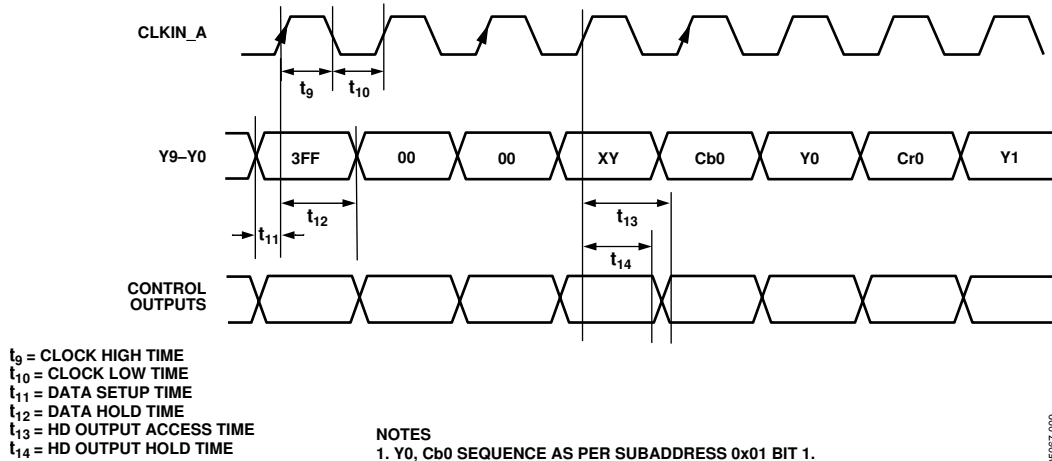 CLKIN_A
t9
t10
Y9–Y0
3FF
00
00
XY
Cb0
Y0
Cr0
Y1
t12
t11
t13
t14
CONTROL
OUTPUTS
t9 = CLOCK HIGH TIME
t10 = CLOCK LOW TIME
t11 = DATA SETUP TIME
t12 = DATA HOLD TIME
t13 = HD OUTPUT ACCESS TIME
t14 = HD OUTPUT HOLD TIME
NOTES
1. Y0, Cb0 SEQUENCE AS PER SUBADDRESS 0x01 BIT 1.